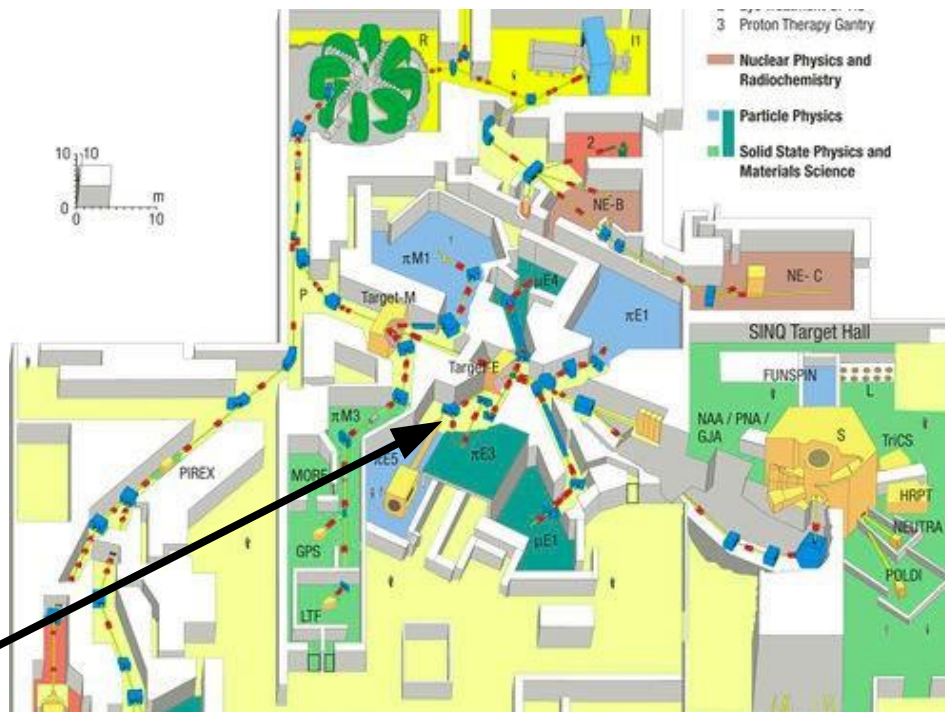 3 Proton Therapy Gantry
Nuclear Physics and
Radiochemistry
Particle Physics
Solid State Physics and
Materials Science
R
I1
10 10
0
m
0 10
2
NE-B
πM1
μE4
NE- C
P
Target-M
πE1
SINQ Target Hall
Target-E
FUNSPIN
L
πM3
NAA / PNA /
GJA
S
TriCS
PIREX
πE5
πE3
MORE
HRPT
NEUTRA
GPS
μE1
POLDI
LTF